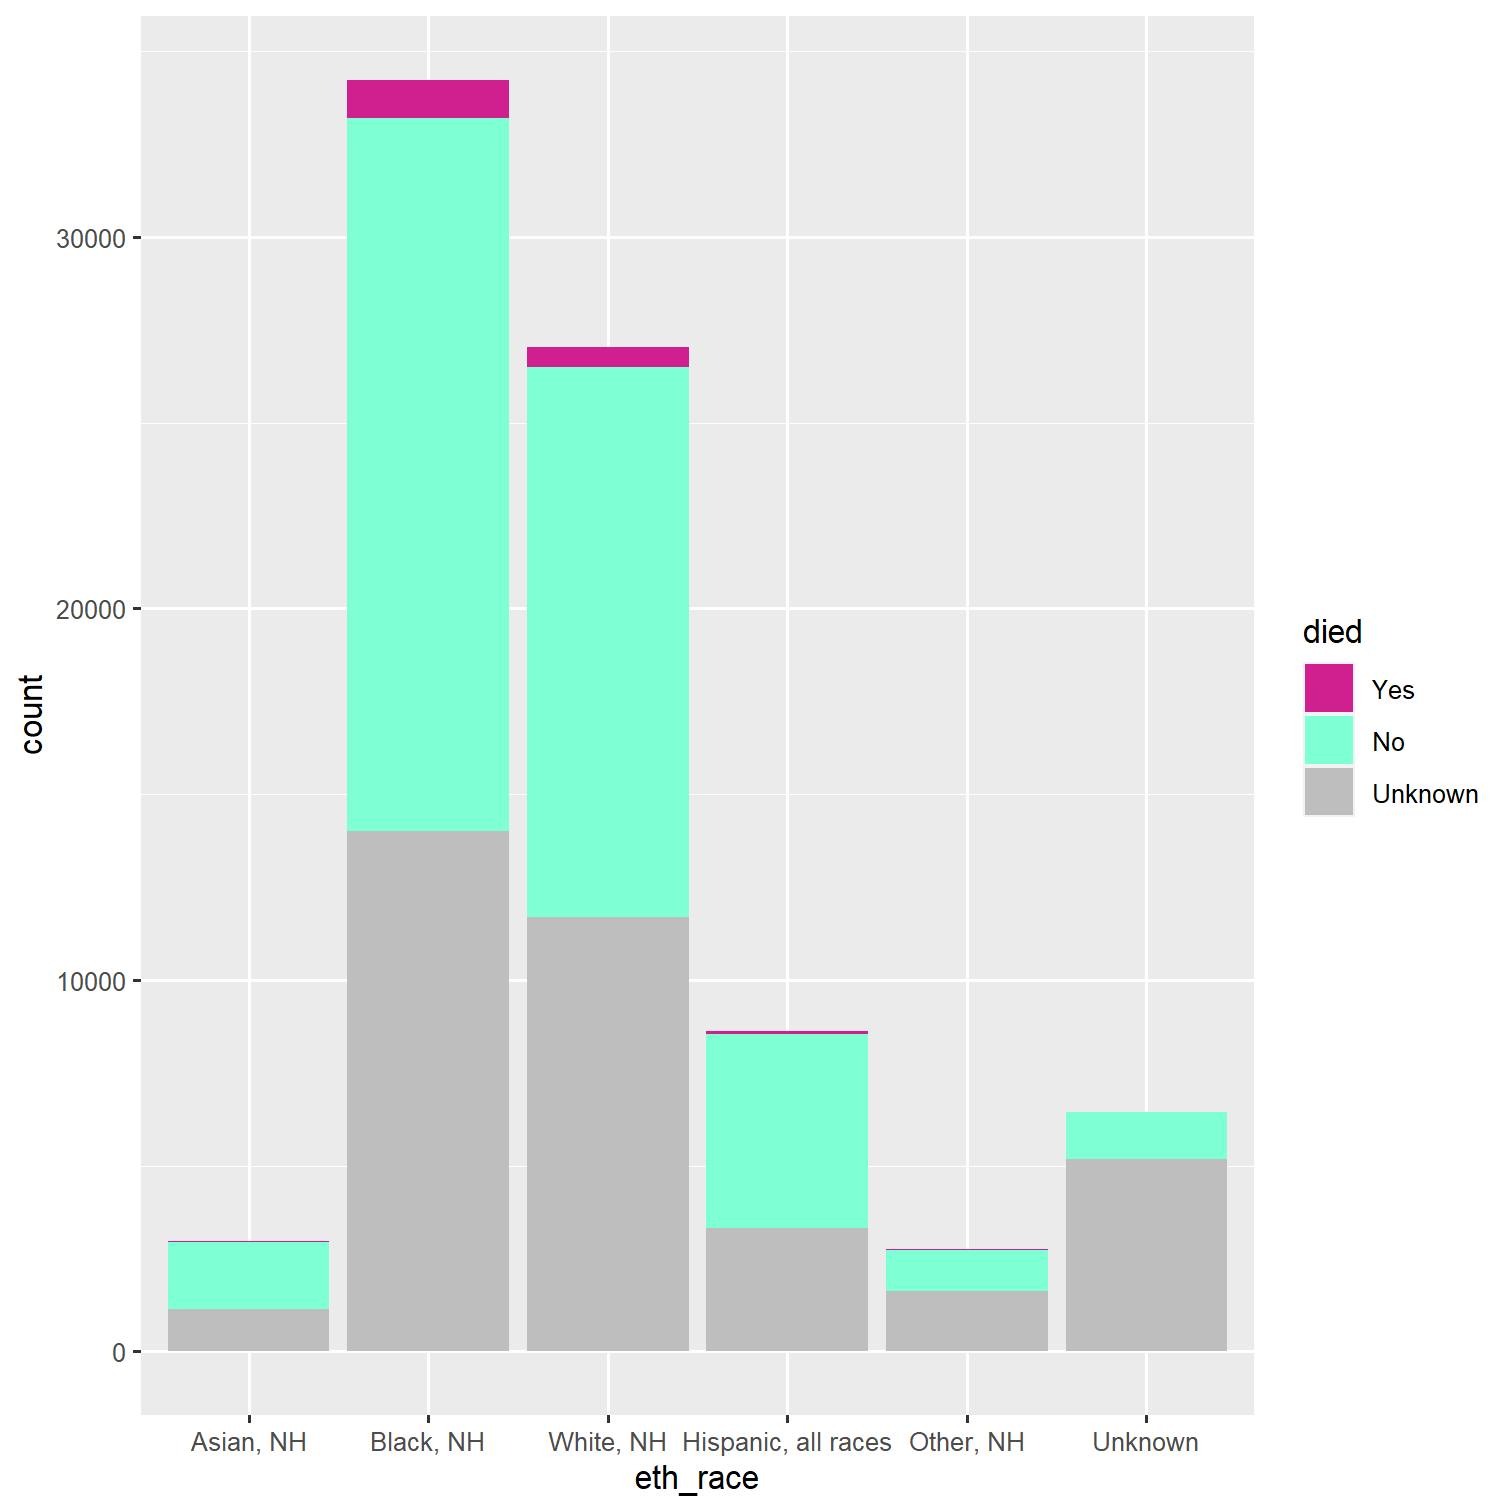 30000
20000
10000
0
count
Asian, NH
Black, NH
White, NH
Hispanic, all races
Other, NH
Unknown
eth_race
died
Yes
No
Unknown